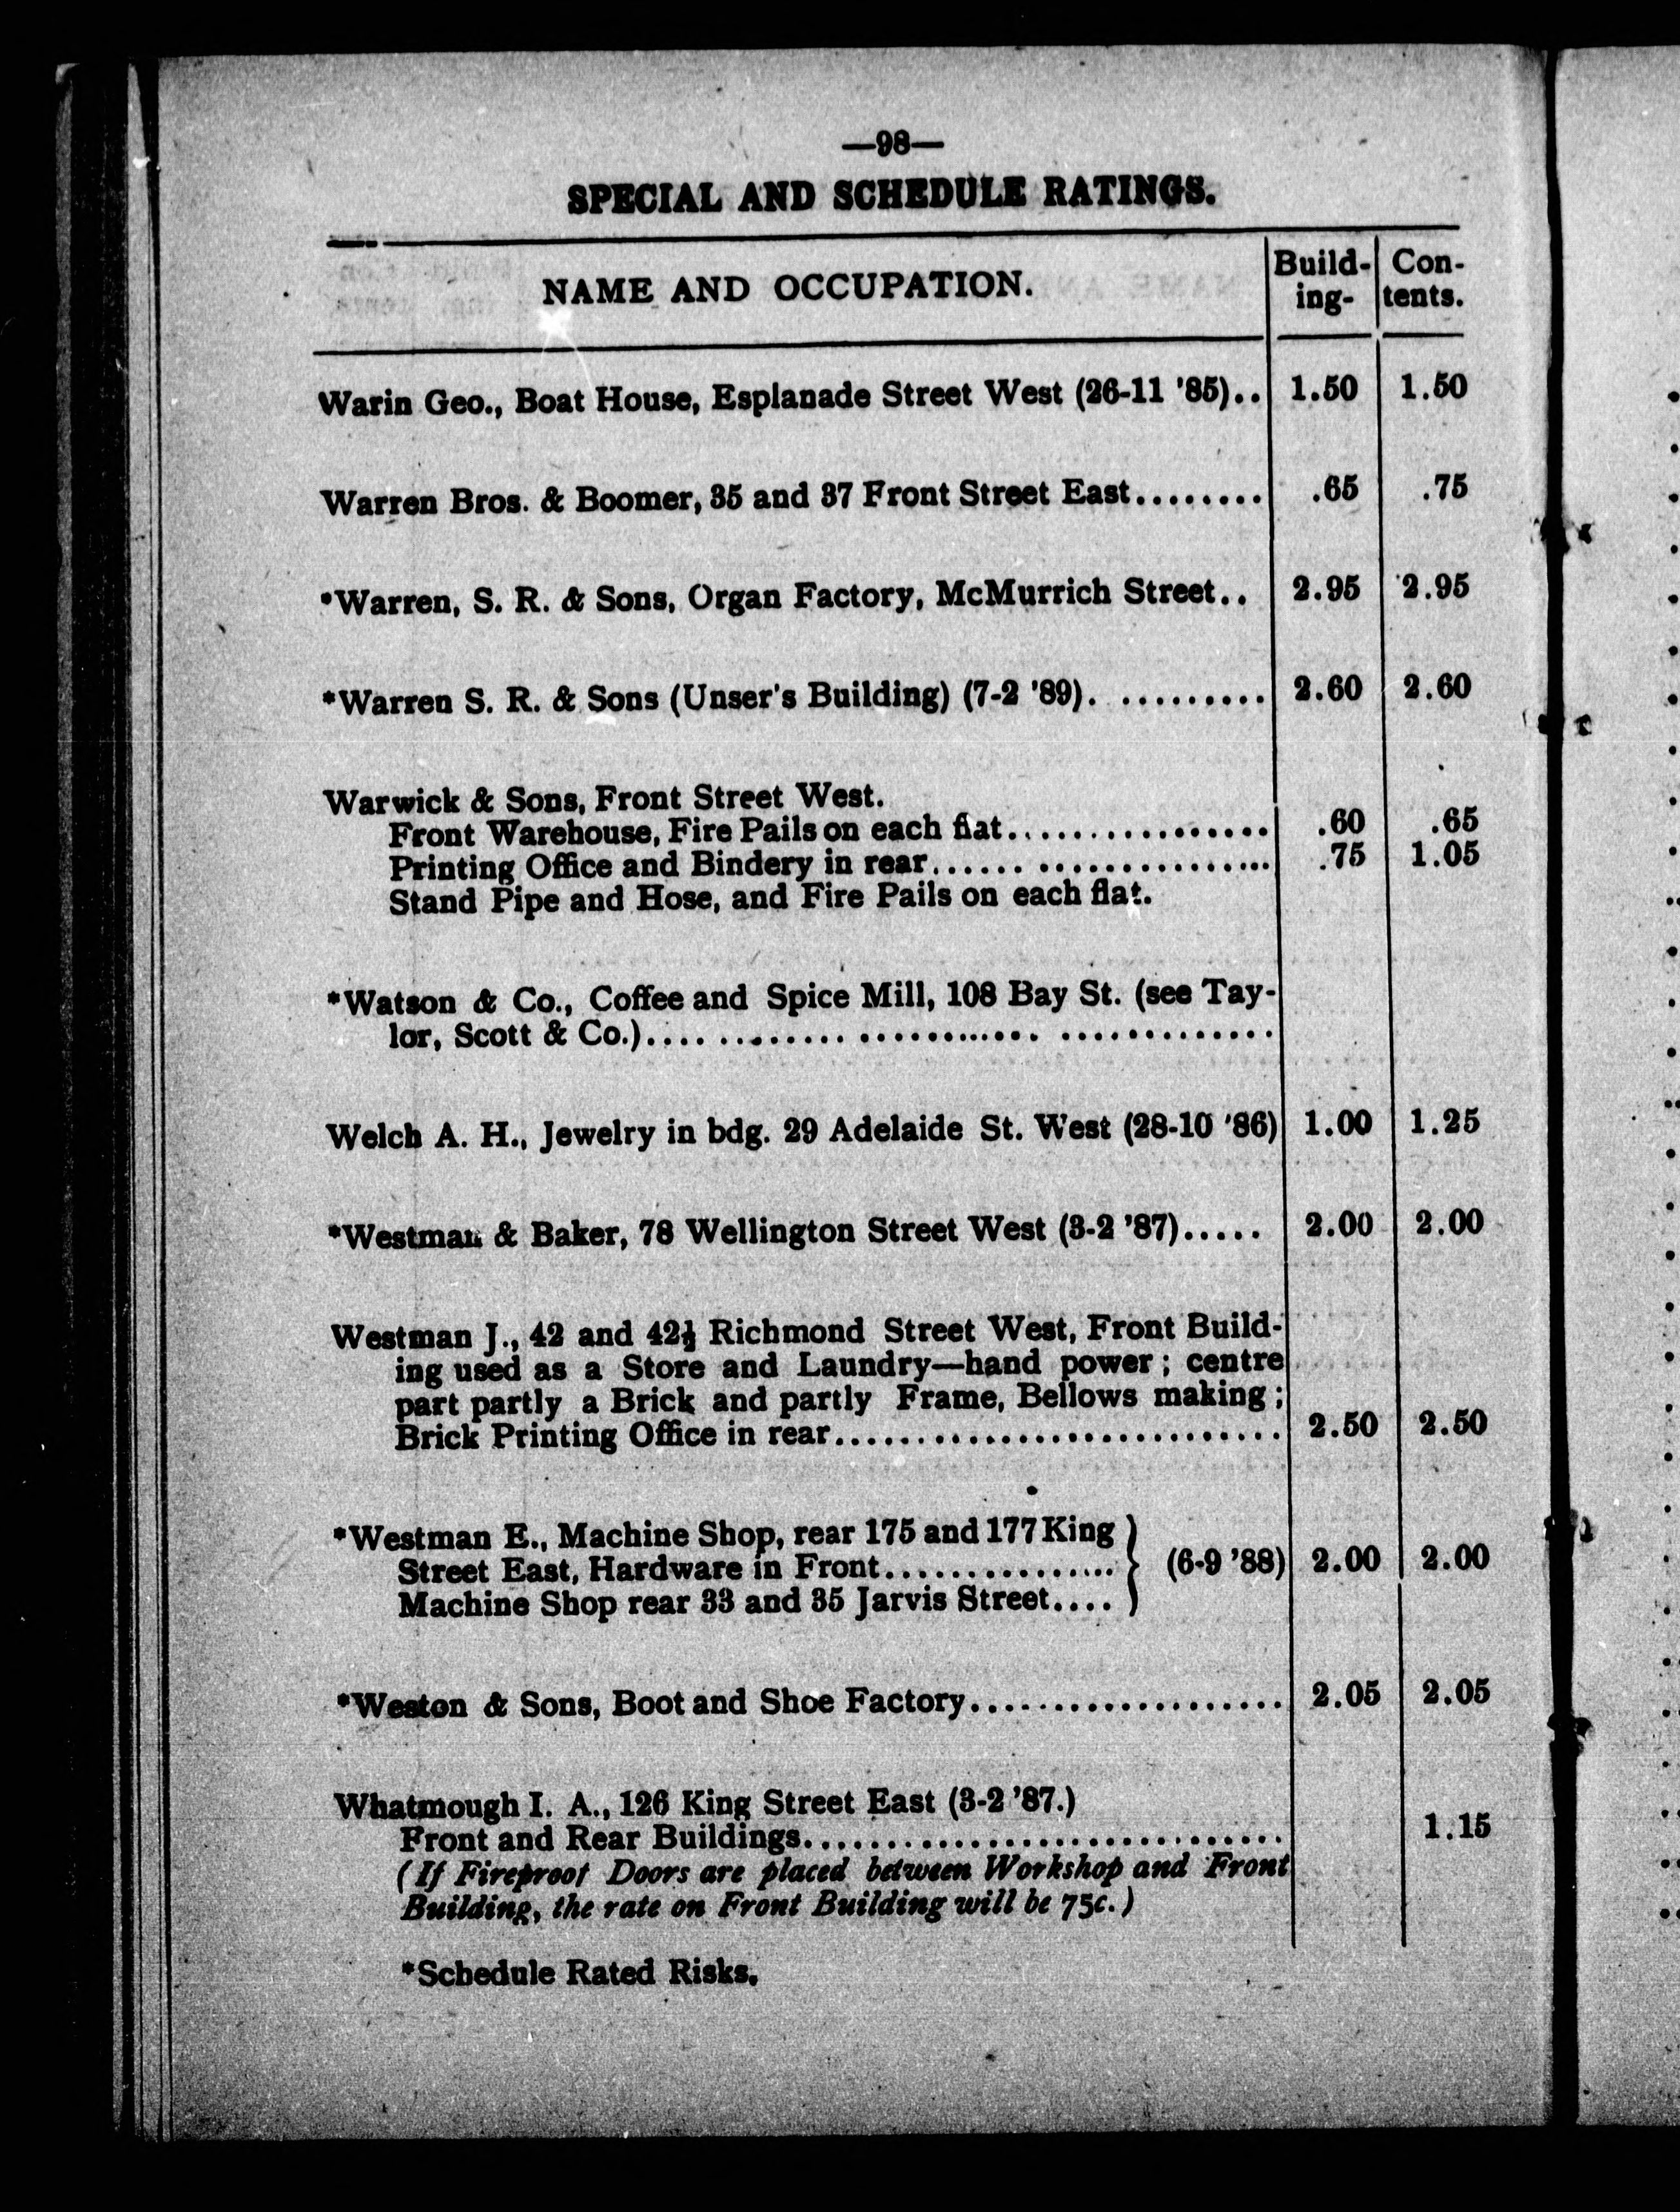 —98—
SPECIAL AND SCHEDULE RATINGS.
NAME AND OCCUPATION. Build- Con-
ing- tents.
Warin Geo., Boat House, Esplanade Street West (26-11 '85).. 1.50 1.50
Warren Bros. & Boomer, 35 and 37 Front Street East........ .65 .75
*Warren, S. R. & Sons, Organ Factory, McMurrich Street.. 2.95 2.95
*Warren S. R. & Sons (Unser's Building) (7-2 '89). ......... 2.60 2.60
Warwick & Sons, Front Street West.
Front Warehouse, Fire Pails on each flat................ .60 .65
Printing Office and Bindery in rear...... ............... .75 1.05
Stand Pipe and Hose, and Fire Pails on each flat.
*Watson & Co., Coffee and Spice Mill, 108 Bay St. (see Tay-
lor, Scott & Co.).... ........ ........... .............
Welch A. H., Jewelry in bdg. 29 Adelaide St. West (28-10 '86) 1.00 1.25
*Westman & Baker, 78 Wellington Street West (3-2 '87)..... 2.00 2.00
Westman J., 42 and 42½ Richmond Street West, Front Build-
ing used as a Store and Laundry—hand power; centre
part partly a Brick and partly Frame, Bellows making;
Brick Printing Office in rear............................ 2.50 2.50
*Westman E., Machine Shop, rear 175 and 177 King
Street East, Hardware in Front............... } (6-9 '88) 2.00 2.00
Machine Shop rear 33 and 35 Jarvis Street....
*Weston & Sons, Boot and Shoe Factory................... 2.05 2.05
Whatmough I. A., 126 King Street East (3-2 '87.)
Front and Rear Buildings............................. 1.15
(If Fireproof Doors are placed between Workshop and Front
Building, the rate on Front Building will be 75c.)
*Schedule Rated Risks.